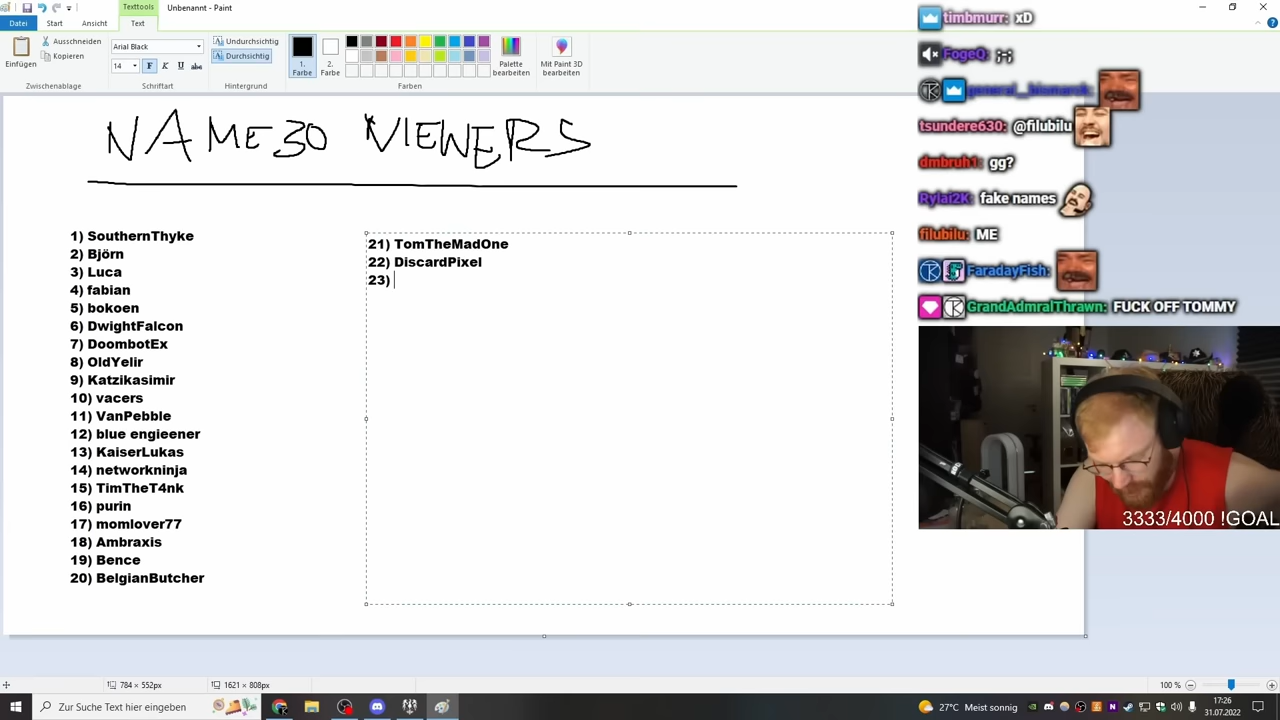 Texttools
Unbenannt - Paint
Datei
Start
Ansicht
Text
Einfügen
Ausschneiden
Kopieren
Zwischenablage
Arial Black
14
F K U abc
Schriftart
Undurchsichtig
Durchsichtig
Hintergrund
1. Farbe
2. Farbe
Palette bearbeiten
Mit Paint 3D bearbeiten
Farben
NAME 30 VIEWERS
1) SouthernThyke
2) Björn
3) Luca
4) fabian
5) bokoen
6) DwightFalcon
7) DoombotEx
8) OldYelir
9) Katzikasimir
10) vacers
11) VanPebble
12) blue engieener
13) KaiserLukas
14) networkninja
15) TimTheT4nk
16) purin
17) momlover77
18) Ambraxis
19) Bence
20) BelgianButcher
21) TomTheMadOne
22) DiscardPixel
23)
timbmurr: xD
FogeQ: ;-;
general__bismarck:
tsundere630: @filubilu
dmbruh1: gg?
Rylai2K: fake names
filubilu: ME
FaradayFish:
GrandAdmralThrawn: FUCK OFF TOMMY
3333/4000 !GOAL
784 × 552px
1621 × 808px
100 %
Zur Suche Text hier eingeben
27°C Meist sonnig
17:26
31.07.2022